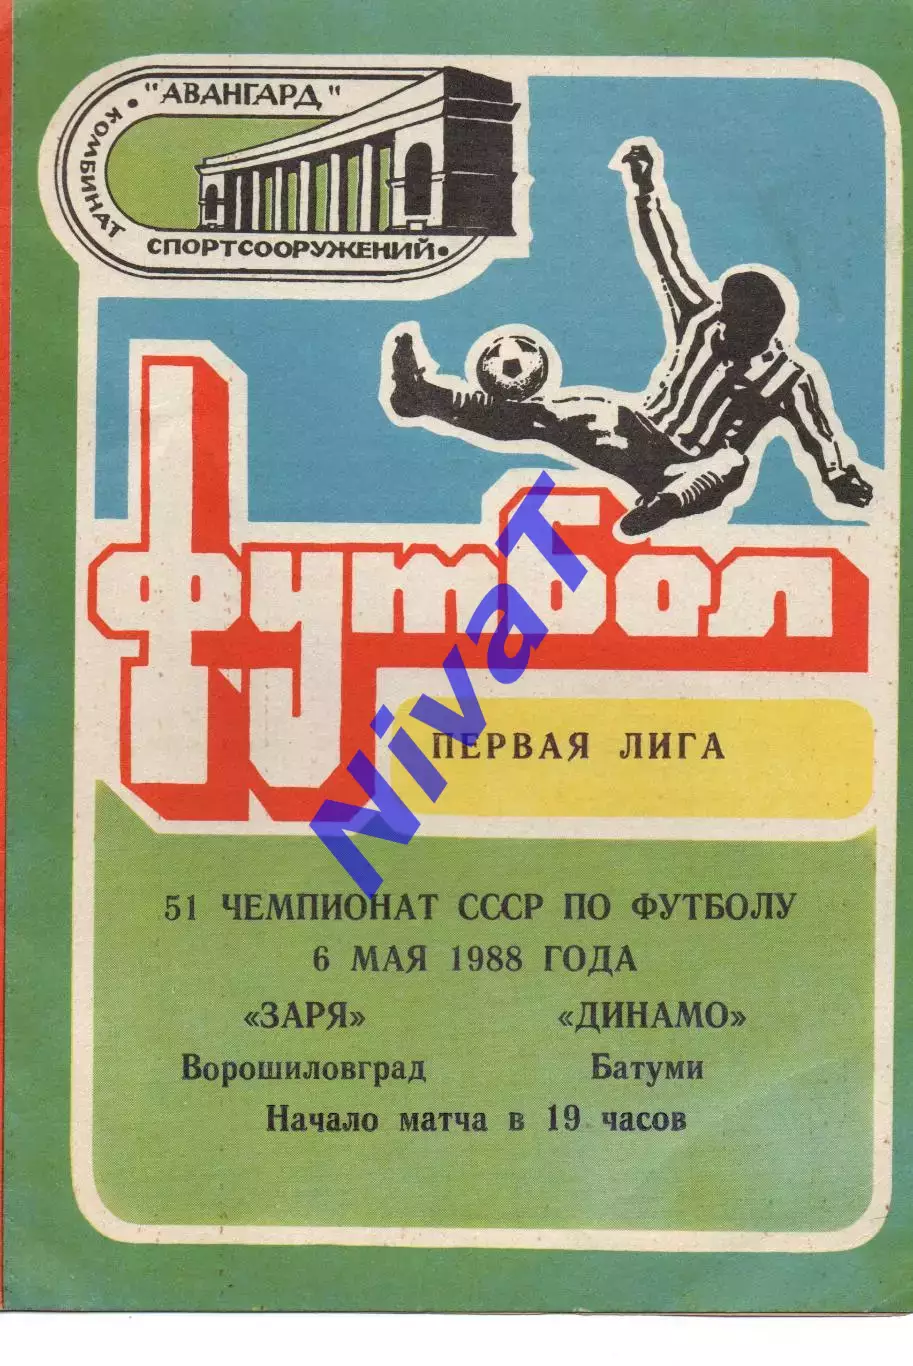 "АВАНГАРД"
КОМБИНАТ
СПОРТСООРУЖЕНИЙ
футбол
NivaT
ПЕРВАЯ ЛИГА
51 ЧЕМПИОНАТ СССР ПО ФУТБОЛУ
6 МАЯ 1988 ГОДА
«ЗАРЯ» «ДИНАМО»
Ворошиловград Батуми
Начало матча в 19 часов